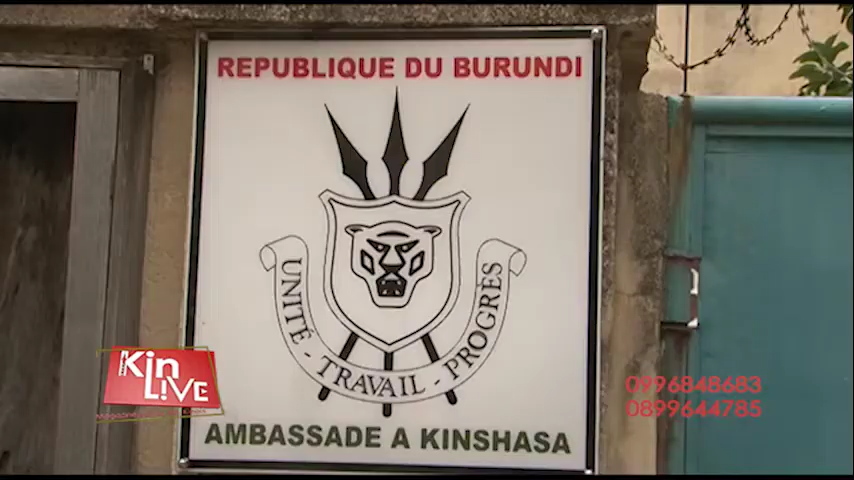 REPUBLIQUE DU BURUNDI
UNITÉ - TRAVAIL - PROGRÈS
AMBASSADE A KINSHASA
Kin
LIVE
0996848683
0899644785